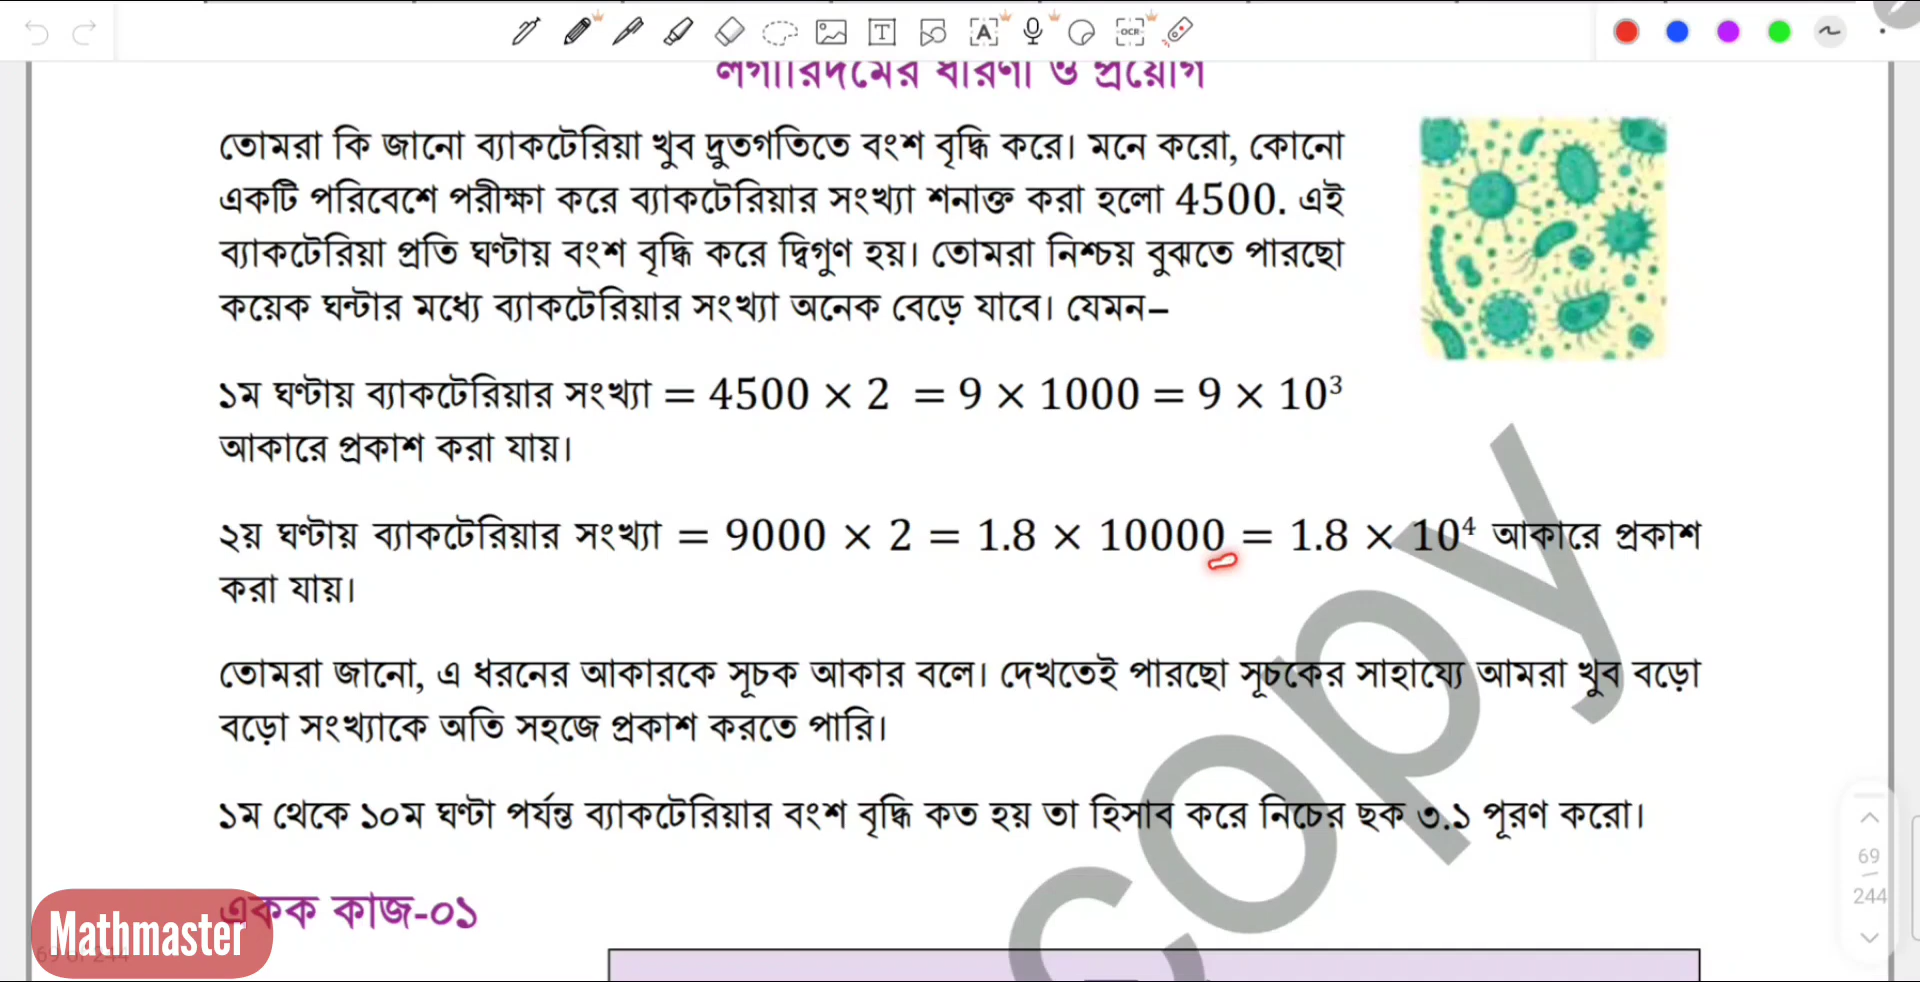 লগারিদমের ধারণা ও প্রয়োগ
তোমরা কি জানো ব্যাকটেরিয়া খুব দ্রুতগতিতে বংশ বৃদ্ধি করে। মনে করো, কোনো
একটি পরিবেশে পরীক্ষা করে ব্যাকটেরিয়ার সংখ্যা শনাক্ত করা হলো 4500. এই
ব্যাকটেরিয়া প্রতি ঘণ্টায় বংশ বৃদ্ধি করে দ্বিগুণ হয়। তোমরা নিশ্চয় বুঝতে পারছো
কয়েক ঘন্টার মধ্যে ব্যাকটেরিয়ার সংখ্যা অনেক বেড়ে যাবে। যেমন–
১ম ঘণ্টায় ব্যাকটেরিয়ার সংখ্যা = 4500 × 2 = 9 × 1000 = 9 × 10³
আকারে প্রকাশ করা যায়।
২য় ঘণ্টায় ব্যাকটেরিয়ার সংখ্যা = 9000 × 2 = 1.8 × 10000 = 1.8 × 10⁴ আকারে প্রকাশ
করা যায়।
তোমরা জানো, এ ধরনের আকারকে সূচক আকার বলে। দেখতেই পারছো সূচকের সাহায্যে আমরা খুব বড়ো
বড়ো সংখ্যাকে অতি সহজে প্রকাশ করতে পারি।
১ম থেকে ১০ম ঘণ্টা পর্যন্ত ব্যাকটেরিয়ার বংশ বৃদ্ধি কত হয় তা হিসাব করে নিচের ছক ৩.১ পূরণ করো।
একক কাজ-০১
Mathmaster
69 of 244
copy
69
244
A
T
OCR